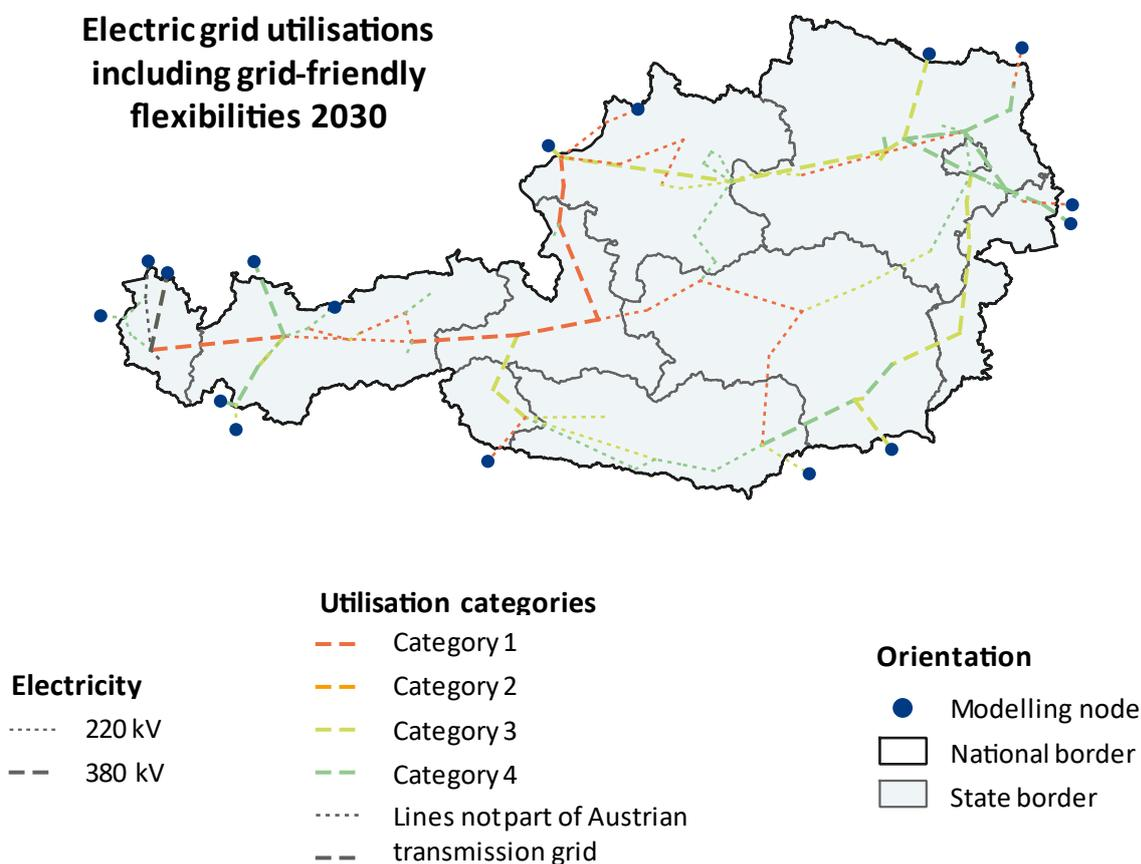 Electric grid utilisations
including grid-friendly
flexibilities 2030
Utilisation categories
Category 1
Category 2
Category 3
Category 4
Lines not part of Austrian
transmission grid
Electricity
220 kV
380 kV
Orientation
Modelling node
National border
State border